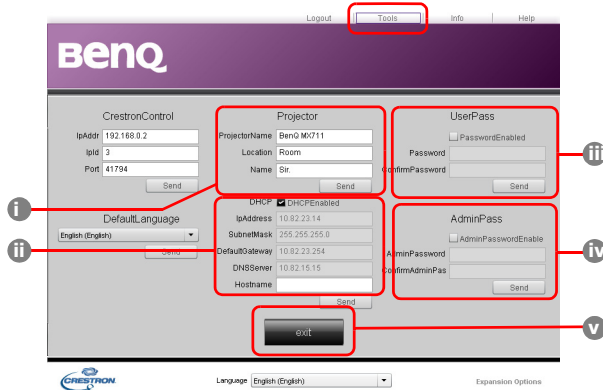 Logout Tools Info Help
BenQ
CrestronControl
IpAddr 192.168.0.2
IpId 3
Port 41794
Send
Projector
ProjectorName BenQ MX711
Location Room
Name Sir.
Send
UserPass
PasswordEnabled
Password
ConfirmPassword
Send
i
iii
DefaultLanguage
English (English)
Send
ii
DHCP DHCPEnabled
IpAddress 10.82.23.14
SubnetMask 255.255.255.0
DefaultGateway 10.82.23.254
DNSServer 10.82.15.15
Hostname
Send
AdminPass
AdminPasswordEnable
AdminPassword
ConfirmAdminPas
Send
iv
exit
v
CRESTRON
Language English (English)
Expansion Options